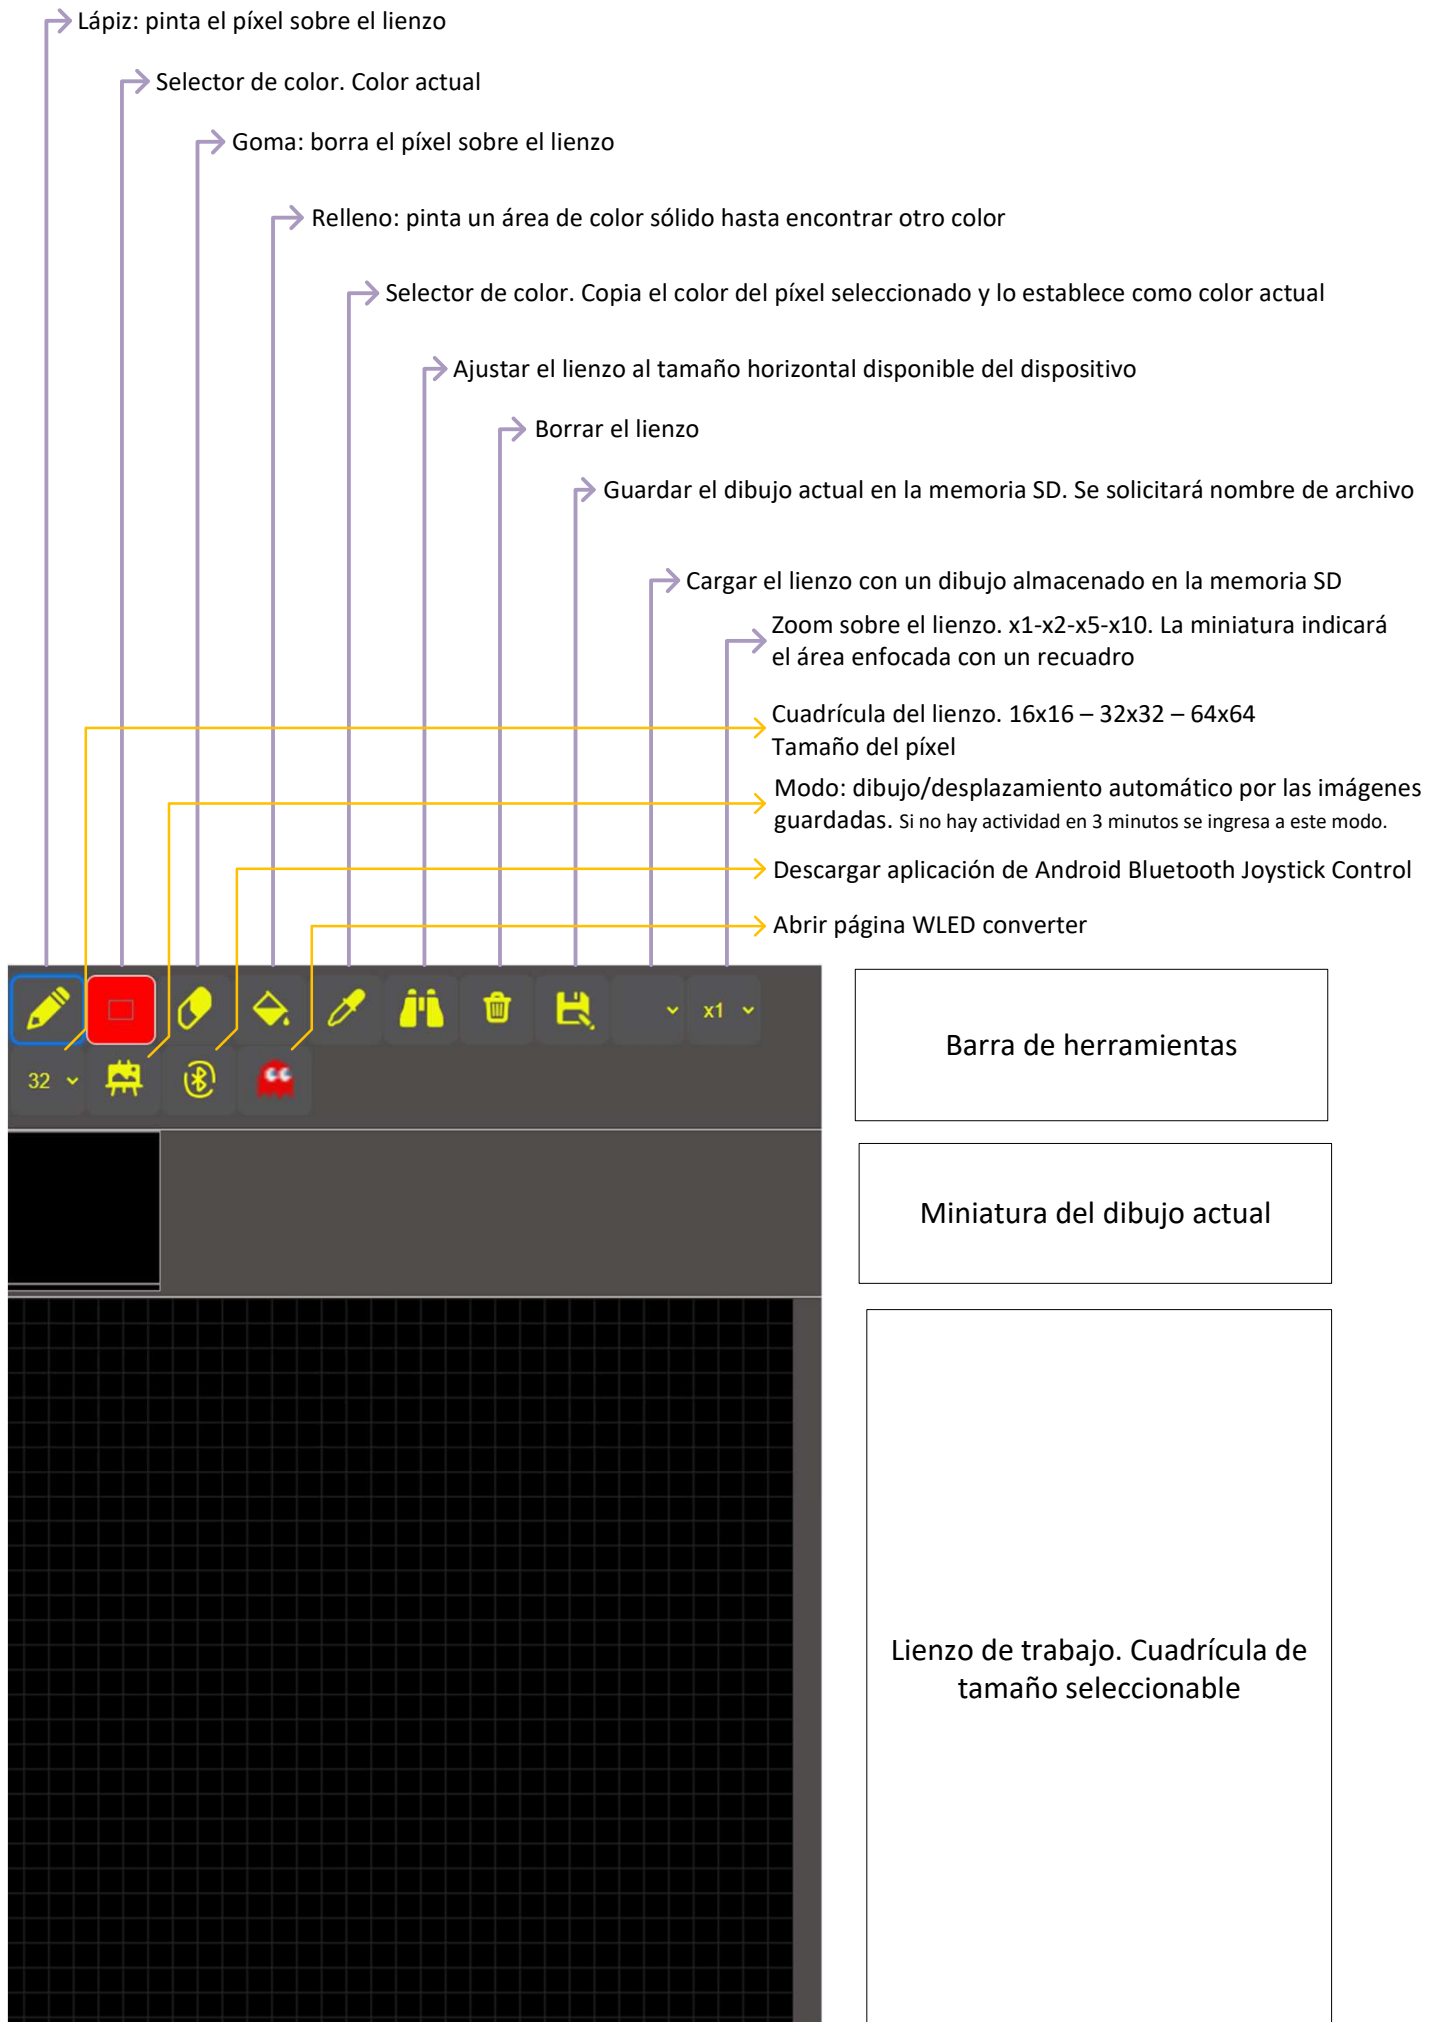 Lápiz: pinta el píxel sobre el lienzo
Selector de color. Color actual
Goma: borra el píxel sobre el lienzo
Relleno: pinta un área de color sólido hasta encontrar otro color
Selector de color. Copia el color del píxel seleccionado y lo establece como color actual
Ajustar el lienzo al tamaño horizontal disponible del dispositivo
Borrar el lienzo
Guardar el dibujo actual en la memoria SD. Se solicitará nombre de archivo
Cargar el lienzo con un dibujo almacenado en la memoria SD
Zoom sobre el lienzo. x1-x2-x5-x10. La miniatura indicará
el área enfocada con un recuadro
Cuadrícula del lienzo. 16x16 – 32x32 – 64x64
Tamaño del píxel
Modo: dibujo/desplazamiento automático por las imágenes
guardadas. Si no hay actividad en 3 minutos se ingresa a este modo.
Descargar aplicación de Android Bluetooth Joystick Control
Abrir página WLED converter
x1
32
Barra de herramientas
Miniatura del dibujo actual
Lienzo de trabajo. Cuadrícula de
tamaño seleccionable